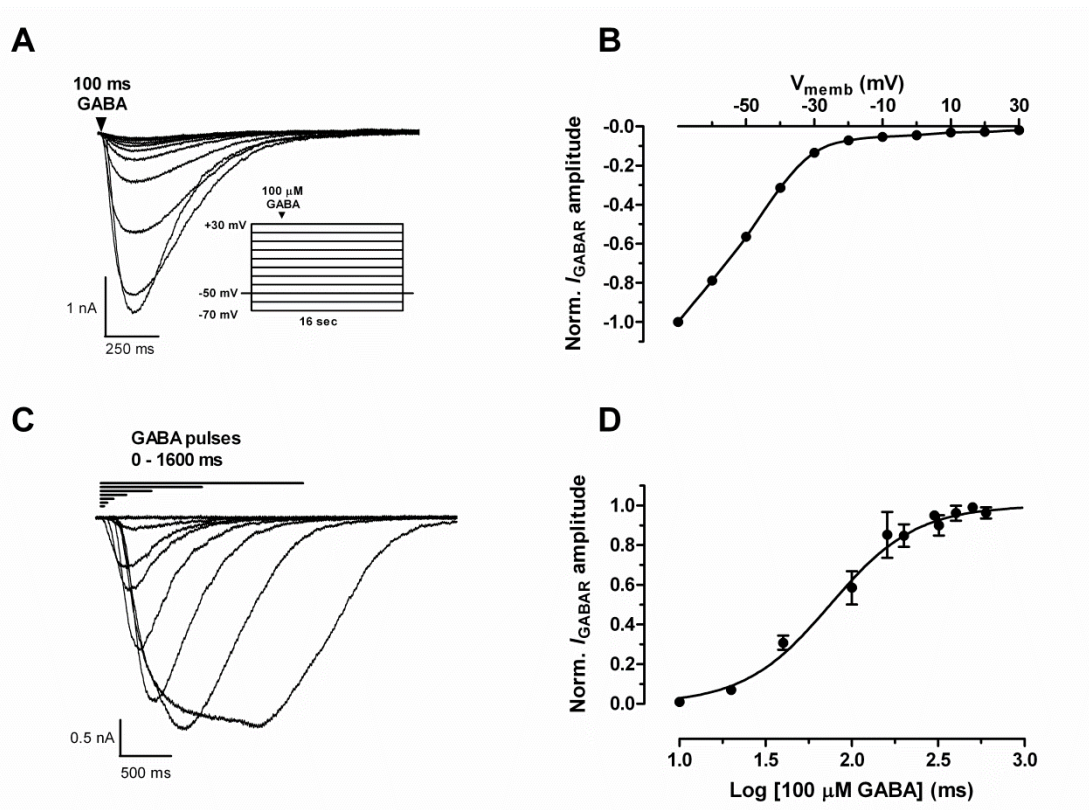 A
100 ms
GABA
1 nA
250 ms
100 μM
GABA
+30 mV
-50 mV
-70 mV
16 sec
B
Vmemb (mV)
-50 -30 -10 10 30
-0.0
-0.2
-0.4
-0.6
-0.8
-1.0
Norm. IGABAR amplitude
C
GABA pulses
0 - 1600 ms
0.5 nA
500 ms
D
1.0
0.8
0.6
0.4
0.2
0.0
Norm. IGABAR amplitude
1.0 1.5 2.0 2.5 3.0
Log [100 μM GABA] (ms)